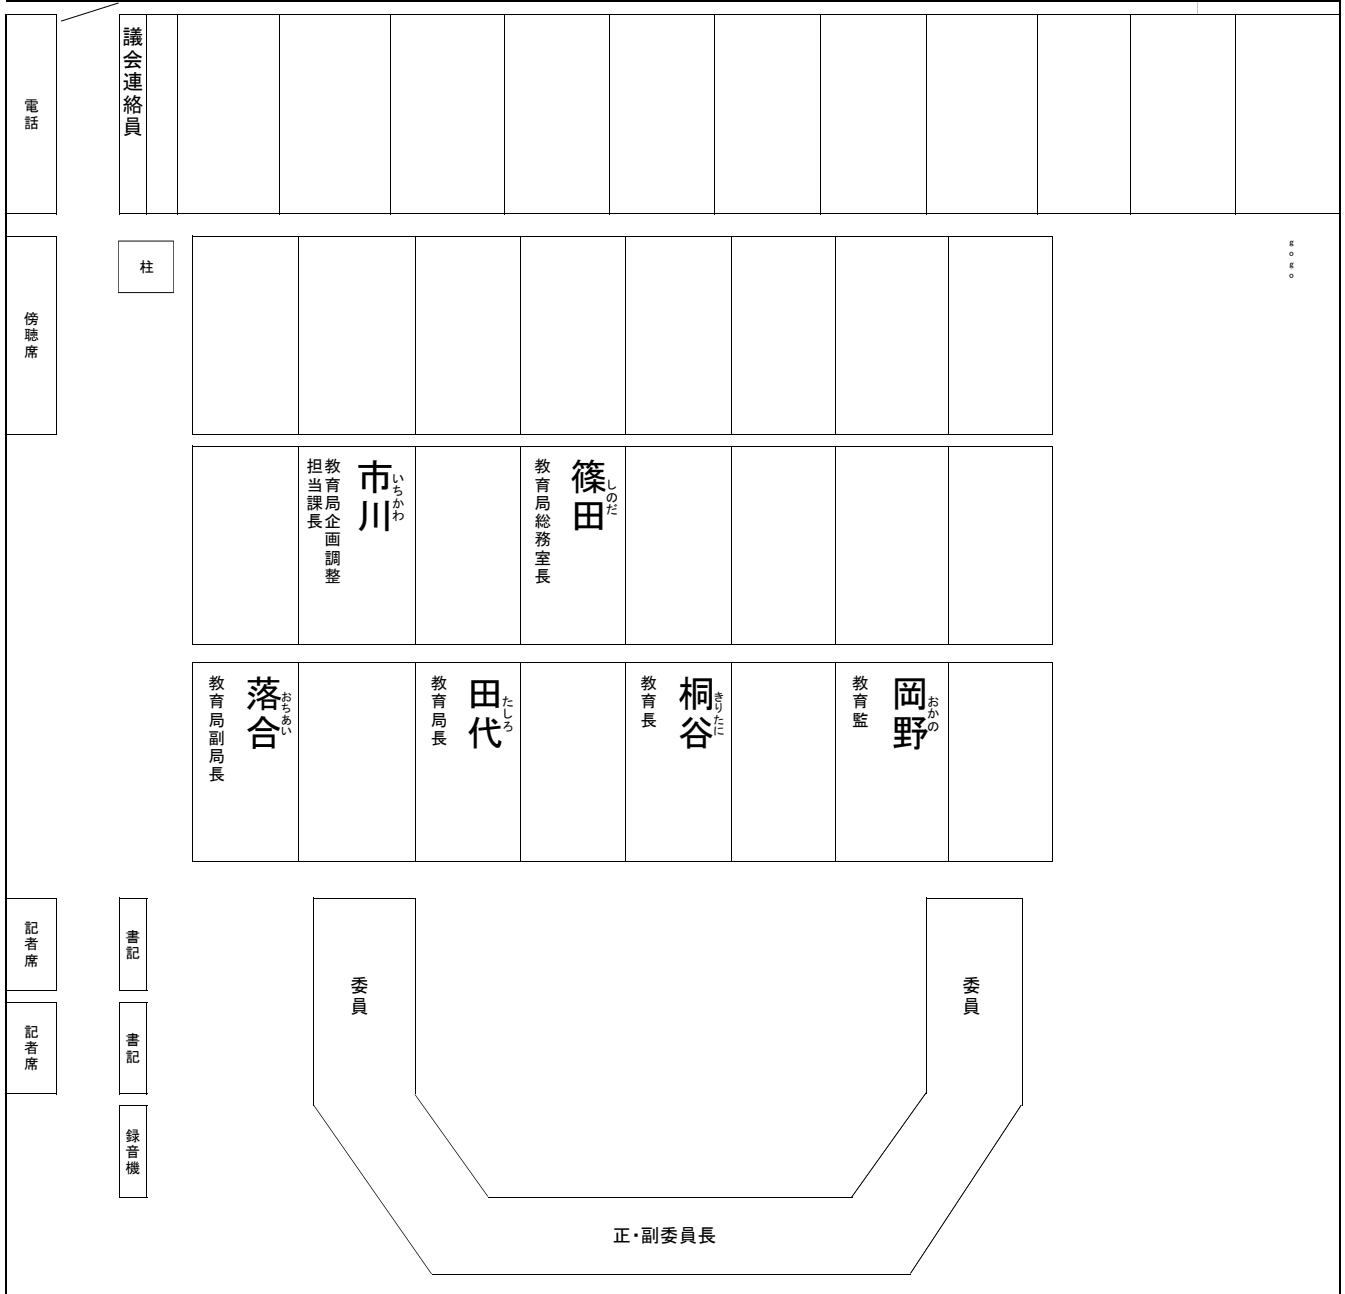 電話
議会連絡員
傍聴席
柱
gogo
教育局企画調整
担当課長
市川
いちかわ
教育局総務室長
篠田
しのだ
教育局副局長
落合
おちあい
教育局長
田代
たしろ
教育長
桐谷
きりたに
教育監
岡野
おかの
記者席
書記
委員
委員
記者席
書記
録音機
正・副委員長